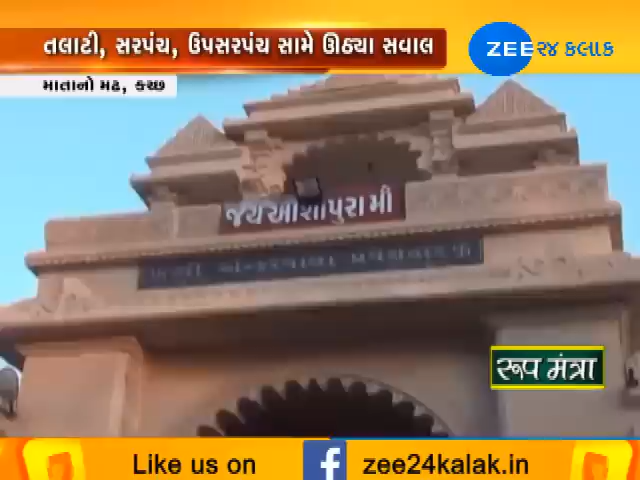 તલાટી, સરપંચ, ઉપસરપંચ સામે ઊઠ્યા સવાલ
ZEE ૨૪ કલાક
માતાનો મઢ, કચ્છ
જય આશાપુરા માઁ
રૂપ મંત્રા
Like us on
f
zee24kalak.in